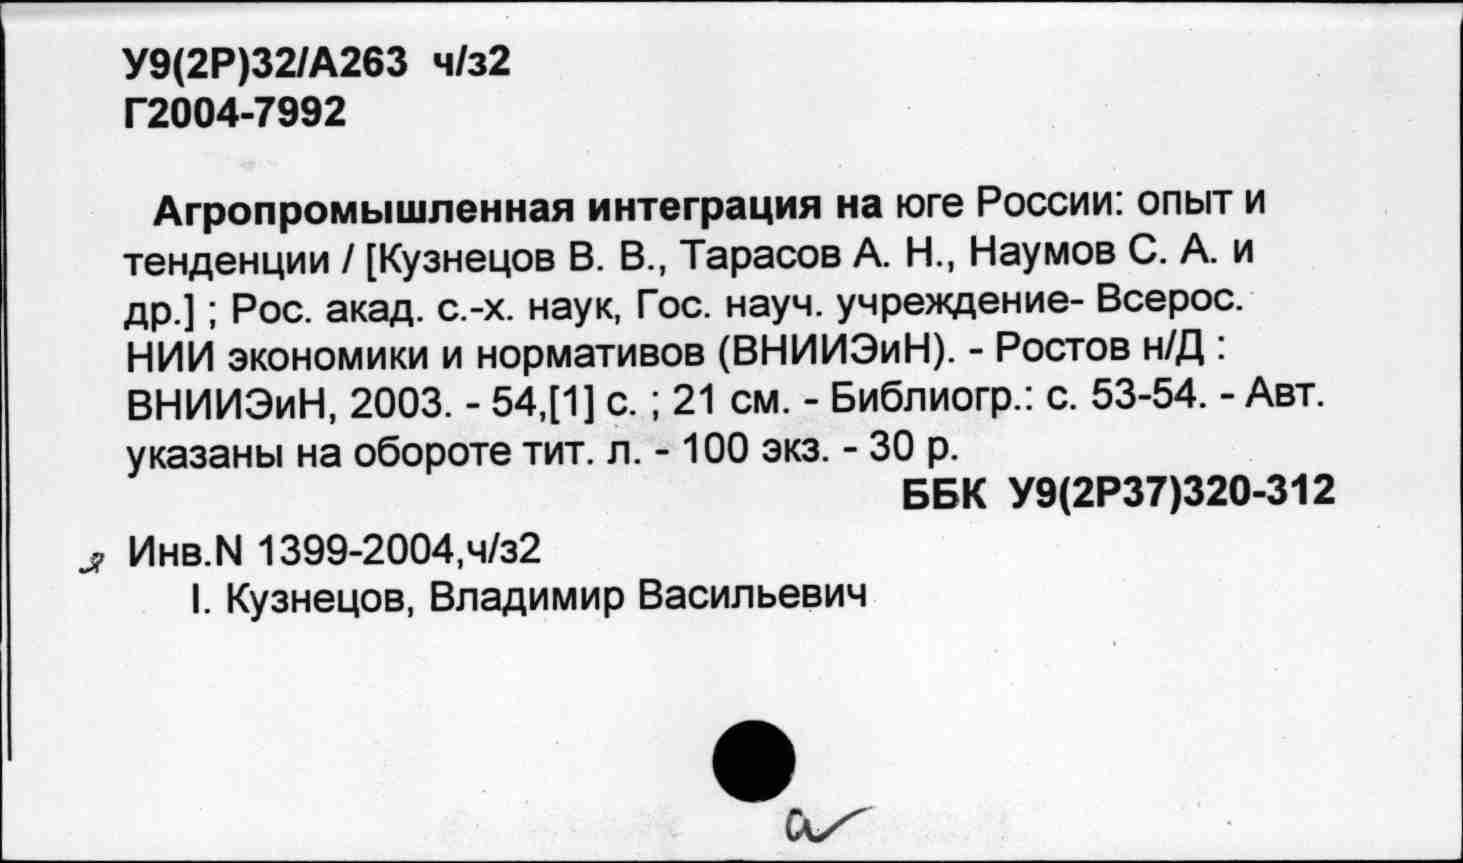 У9(2Р)32/А263 ч/з2
Г2004-7992
Агропромышленная интеграция на юге России: опыт и
тенденции / [Кузнецов В. В., Тарасов А. Н., Наумов С. А. и
др.] ; Рос. акад. с.-х. наук, Гос. науч. учреждение- Всерос.
НИИ экономики и нормативов (ВНИИЭиН). - Ростов н/Д :
ВНИИЭиН, 2003. - 54,[1] с. ; 21 см. - Библиогр.: с. 53-54. - Авт.
указаны на обороте тит. л. - 100 экз. - 30 р.
ББК У9(2Р37)320-312
Инв.N 1399-2004,ч/з2
I. Кузнецов, Владимир Васильевич